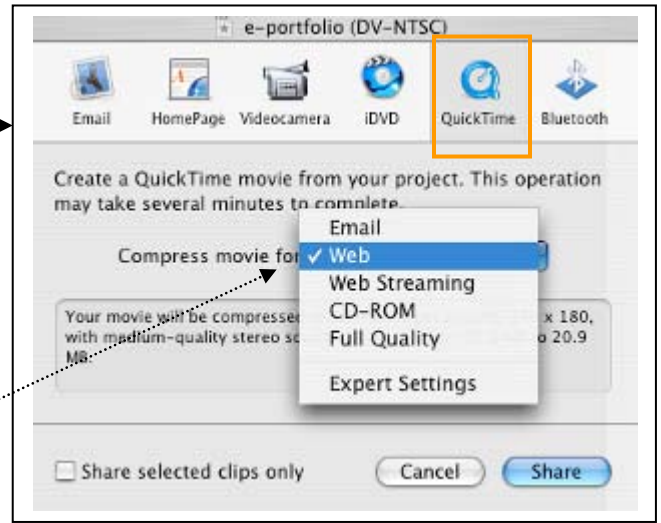 e-portfolio (DV-NTSC)
Email HomePage Videocamera iDVD QuickTime Bluetooth
Create a QuickTime movie from your project. This operation
may take several minutes to complete.
Compress movie for
Email
✓ Web
Web Streaming
CD-ROM
Full Quality
Expert Settings
Your movie will be compressed x 180,
with medium-quality stereo so 20.9
MB.
Share selected clips only Cancel Share